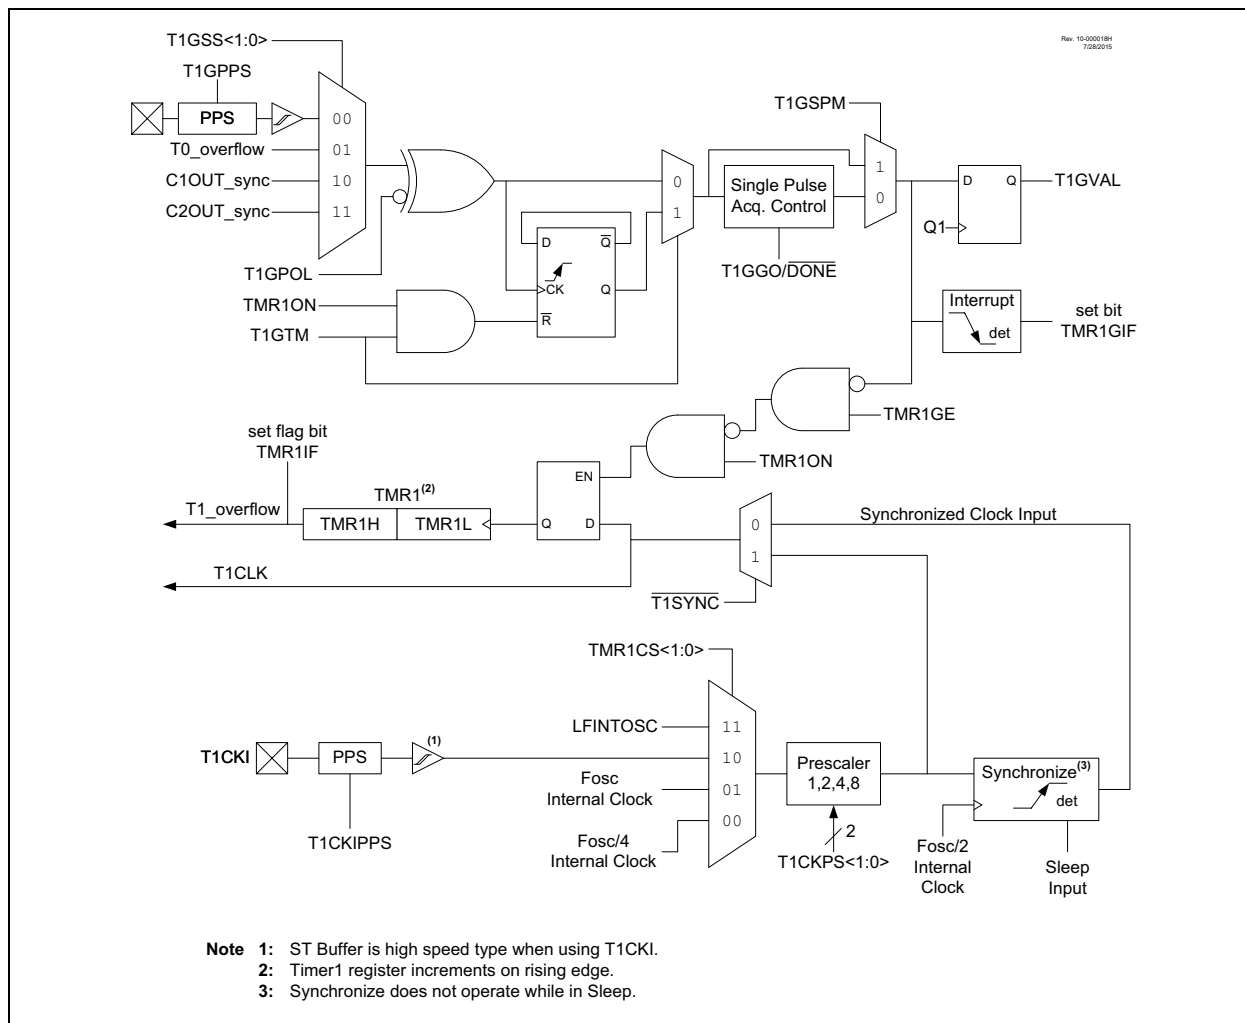 Rev. 10-000018H
7/28/2015
T1GSS<1:0>
T1GPPS
PPS
00
T0_overflow
01
C1OUT_sync
10
C2OUT_sync
11
T1GPOL
TMR1ON
T1GTM
D
Q
CK
Q
R
0
1
T1GSPM
Single Pulse
Acq. Control
T1GGO/DONE
1
0
D
Q
T1GVAL
Q1
Interrupt
det
set bit
TMR1GIF
TMR1GE
TMR1ON
set flag bit
TMR1IF
T1_overflow
TMR1(2)
TMR1H
TMR1L
EN
Q
D
T1CLK
0
1
Synchronized Clock Input
T1SYNC
TMR1CS<1:0>
LFINTOSC
11
T1CKI
PPS
(1)
10
Fosc
Internal Clock
01
Fosc/4
Internal Clock
00
T1CKIPPS
Prescaler
1,2,4,8
2
T1CKPS<1:0>
Synchronize(3)
det
Fosc/2
Internal
Clock
Sleep
Input
Note 1: ST Buffer is high speed type when using T1CKI.
2: Timer1 register increments on rising edge.
3: Synchronize does not operate while in Sleep.